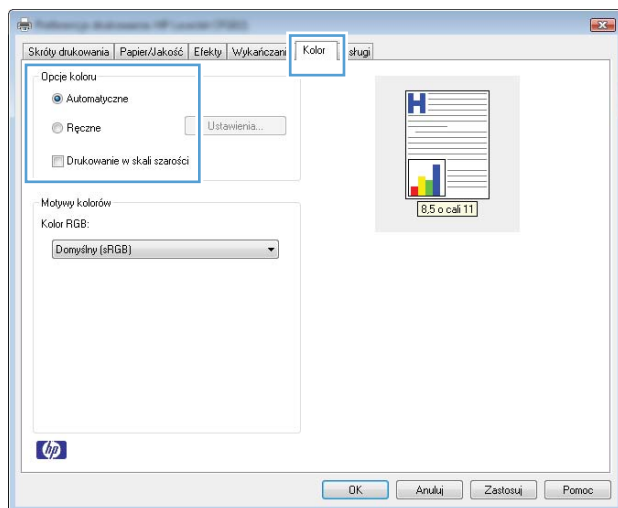 Skróty drukowania Papier/Jakość Efekty Wykańczani Kolor sługi
Opcje koloru
Automatyczne
Ręczne
Ustawienia...
Drukowanie w skali szarości
Motywy kolorów
Kolor RGB:
Domyślny (sRGB)
H
8,5 o cali 11
hp
OK Anuluj Zastosuj Pomoc